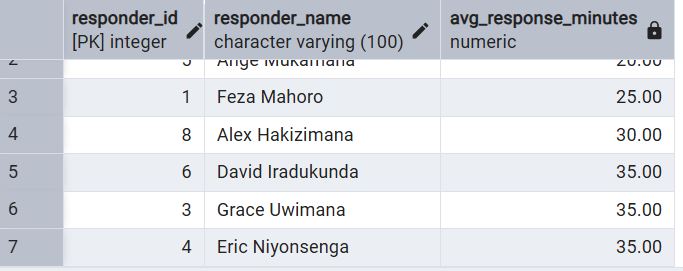 responder_id responder_name avg_response_minutes
[PK] integer character varying (100) numeric
2 5 Ange Mukamana 20.00
3 1 Feza Mahoro 25.00
4 8 Alex Hakizimana 30.00
5 6 David Iradukunda 35.00
6 3 Grace Uwimana 35.00
7 4 Eric Niyonsenga 35.00